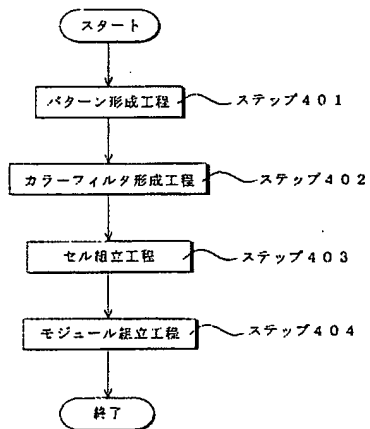 スタート
パターン形成工程 ステップ401
カラーフィルタ形成工程 ステップ402
セル組立工程 ステップ403
モジュール組立工程 ステップ404
終了